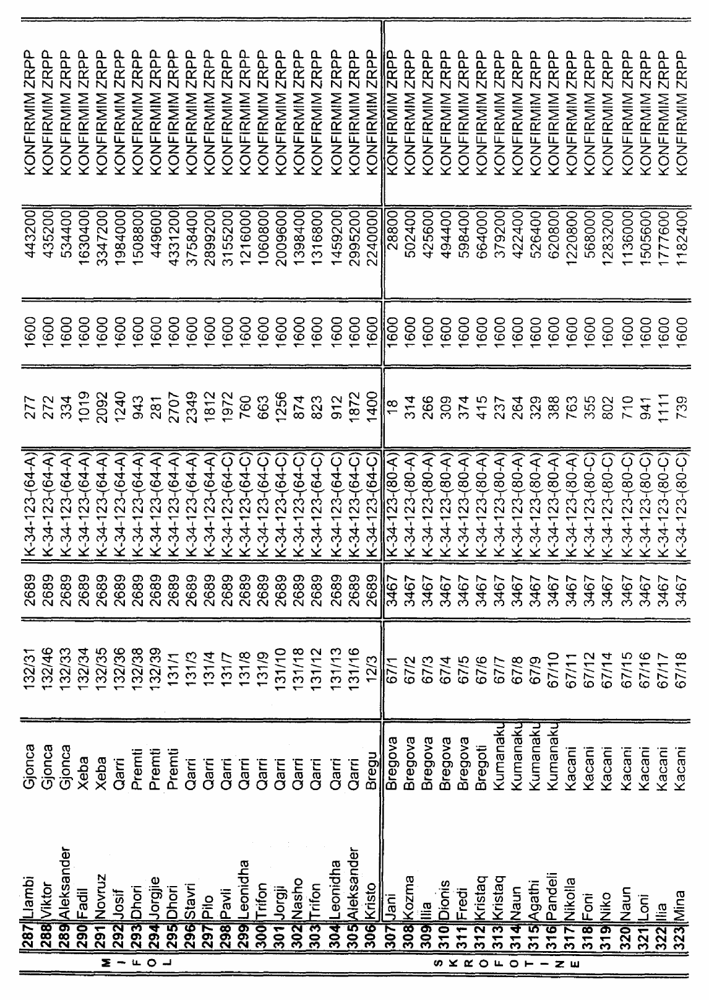 MIFOL
287 Llambi Gjonca 132/31 2689 K-34-123-(64-A) 277 1600 443200 KONFIRMIM ZRPP
288 Viktor Gjonca 132/46 2689 K-34-123-(64-A) 272 1600 435200 KONFIRMIM ZRPP
289 Aleksander Gjonca 132/33 2689 K-34-123-(64-A) 334 1600 534400 KONFIRMIM ZRPP
290 Fadil Xeba 132/34 2689 K-34-123-(64-A) 1019 1600 1630400 KONFIRMIM ZRPP
291 Novruz Xeba 132/35 2689 K-34-123-(64-A) 2092 1600 3347200 KONFIRMIM ZRPP
292 Josif Qarri 132/36 2689 K-34-123-(64-A) 1240 1600 1984000 KONFIRMIM ZRPP
293 Dhori Premti 132/38 2689 K-34-123-(64-A) 943 1600 1508800 KONFIRMIM ZRPP
294 Jorgjie Premti 132/39 2689 K-34-123-(64-A) 281 1600 449600 KONFIRMIM ZRPP
295 Dhori Premti 131/1 2689 K-34-123-(64-A) 2707 1600 4331200 KONFIRMIM ZRPP
296 Stavri Qarri 131/3 2689 K-34-123-(64-A) 2349 1600 3758400 KONFIRMIM ZRPP
297 Pilo Qarri 131/4 2689 K-34-123-(64-A) 1812 1600 2899200 KONFIRMIM ZRPP
298 Pavli Qarri 131/7 2689 K-34-123-(64-C) 1972 1600 3155200 KONFIRMIM ZRPP
299 Leonidha Qarri 131/8 2689 K-34-123-(64-C) 760 1600 1216000 KONFIRMIM ZRPP
300 Trifon Qarri 131/9 2689 K-34-123-(64-C) 663 1600 1060800 KONFIRMIM ZRPP
301 Jorgji Qarri 131/10 2689 K-34-123-(64-C) 1256 1600 2009600 KONFIRMIM ZRPP
302 Nasho Qarri 131/18 2689 K-34-123-(64-C) 874 1600 1398400 KONFIRMIM ZRPP
303 Trifon Qarri 131/12 2689 K-34-123-(64-C) 823 1600 1316800 KONFIRMIM ZRPP
304 Leonidha Qarri 131/13 2689 K-34-123-(64-C) 912 1600 1459200 KONFIRMIM ZRPP
305 Aleksander Qarri 131/16 2689 K-34-123-(64-C) 1872 1600 2995200 KONFIRMIM ZRPP
306 Kristo Bregu 12/3 2689 K-34-123-(64-C) 1400 1600 2240000 KONFIRMIM ZRPP
SKROFOTINE
307 Jani Bregova 67/1 3467 K-34-123-(80-A) 18 1600 28800 KONFIRMIM ZRPP
308 Kozma Bregova 67/2 3467 K-34-123-(80-A) 314 1600 502400 KONFIRMIM ZRPP
309 Ilia Bregova 67/3 3467 K-34-123-(80-A) 266 1600 425600 KONFIRMIM ZRPP
310 Dionis Bregova 67/4 3467 K-34-123-(80-A) 309 1600 494400 KONFIRMIM ZRPP
311 Fredi Bregova 67/5 3467 K-34-123-(80-A) 374 1600 598400 KONFIRMIM ZRPP
312 Kristaq Bregoti 67/6 3467 K-34-123-(80-A) 415 1600 664000 KONFIRMIM ZRPP
313 Kristaq Kumanaku 67/7 3467 K-34-123-(80-A) 237 1600 379200 KONFIRMIM ZRPP
314 Naun Kumanaku 67/8 3467 K-34-123-(80-A) 264 1600 422400 KONFIRMIM ZRPP
315 Agathi Kumanaku 67/9 3467 K-34-123-(80-A) 329 1600 526400 KONFIRMIM ZRPP
316 Pandeli Kumanaku 67/10 3467 K-34-123-(80-A) 388 1600 620800 KONFIRMIM ZRPP
317 Nikolla Kacani 67/11 3467 K-34-123-(80-A) 763 1600 1220800 KONFIRMIM ZRPP
318 Foni Kacani 67/12 3467 K-34-123-(80-C) 355 1600 568000 KONFIRMIM ZRPP
319 Niko Kacani 67/14 3467 K-34-123-(80-C) 802 1600 1283200 KONFIRMIM ZRPP
320 Naun Kacani 67/15 3467 K-34-123-(80-C) 710 1600 1136000 KONFIRMIM ZRPP
321 Loni Kacani 67/16 3467 K-34-123-(80-C) 941 1600 1505600 KONFIRMIM ZRPP
322 Ilia Kacani 67/17 3467 K-34-123-(80-C) 1111 1600 1777600 KONFIRMIM ZRPP
323 Mina Kacani 67/18 3467 K-34-123-(80-C) 739 1600 1182400 KONFIRMIM ZRPP